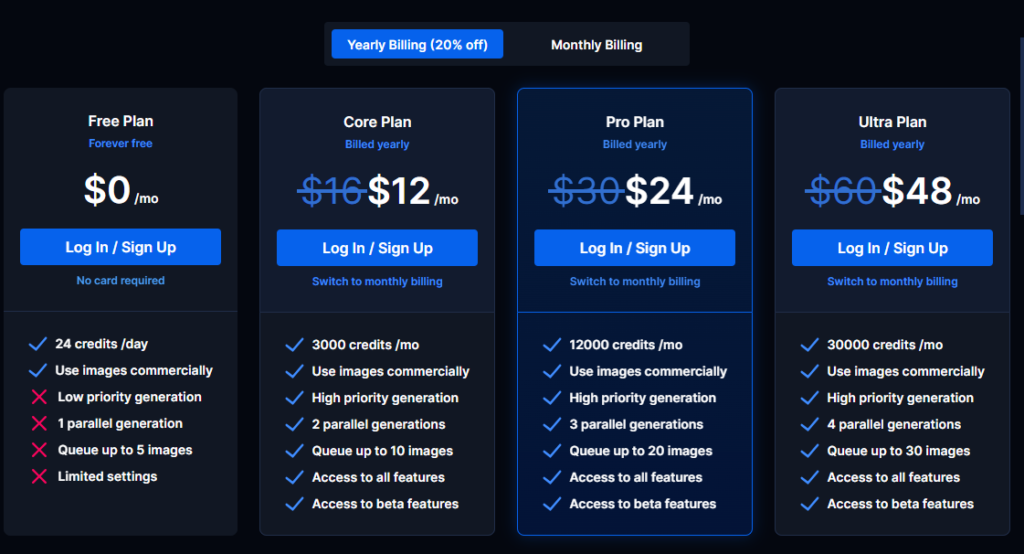 Yearly Billing (20% off)
Monthly Billing
Free Plan
Forever free
$0 /mo
Log In / Sign Up
No card required
24 credits /day
Use images commercially
Low priority generation
1 parallel generation
Queue up to 5 images
Limited settings
Core Plan
Billed yearly
$16 $12 /mo
Log In / Sign Up
Switch to monthly billing
3000 credits /mo
Use images commercially
High priority generation
2 parallel generations
Queue up to 10 images
Access to all features
Access to beta features
Pro Plan
Billed yearly
$30 $24 /mo
Log In / Sign Up
Switch to monthly billing
12000 credits /mo
Use images commercially
High priority generation
3 parallel generations
Queue up to 20 images
Access to all features
Access to beta features
Ultra Plan
Billed yearly
$60 $48 /mo
Log In / Sign Up
Switch to monthly billing
30000 credits /mo
Use images commercially
High priority generation
4 parallel generations
Queue up to 30 images
Access to all features
Access to beta features